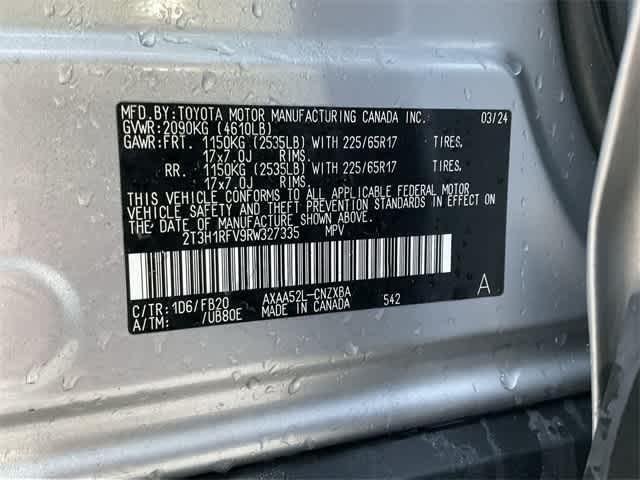 MFD.BY:TOYOTA MOTOR MANUFACTURING CANADA INC. 03/24
GVWR:2090KG (4610LB)
GAWR:FRT. 1150KG (2535LB) WITH 225/65R17 TIRES.
17x7.0J RIMS.
RR. 1150KG (2535LB) WITH 225/65R17 TIRES.
17x7.0J RIMS.
THIS VEHICLE CONFORMS TO ALL APPLICABLE FEDERAL MOTOR
VEHICLE SAFETY AND THEFT PREVENTION STANDARDS IN EFFECT ON
THE DATE OF MANUFACTURE SHOWN ABOVE.
2T3H1RFV9RW327335 MPV
C/TR:1D6/FB20 AXAA52L-CNZXBA 542 A
A/TM: /UB80E MADE IN CANADA